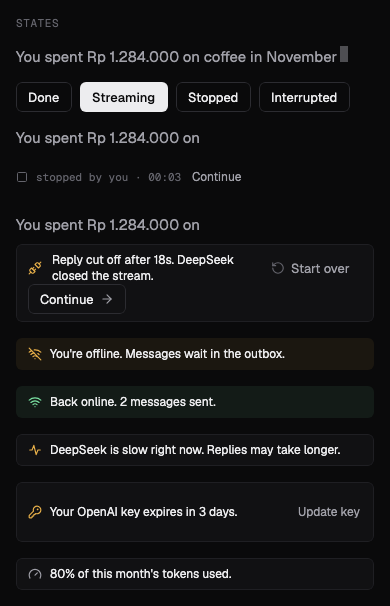 STATES
You spent Rp 1.284.000 on coffee in November
Done Streaming Stopped Interrupted
You spent Rp 1.284.000 on
stopped by you · 00:03 Continue
You spent Rp 1.284.000 on
Reply cut off after 18s. DeepSeek
closed the stream.
Start over
Continue →
You're offline. Messages wait in the outbox.
Back online. 2 messages sent.
DeepSeek is slow right now. Replies may take longer.
Your OpenAI key expires in 3 days. Update key
80% of this month's tokens used.